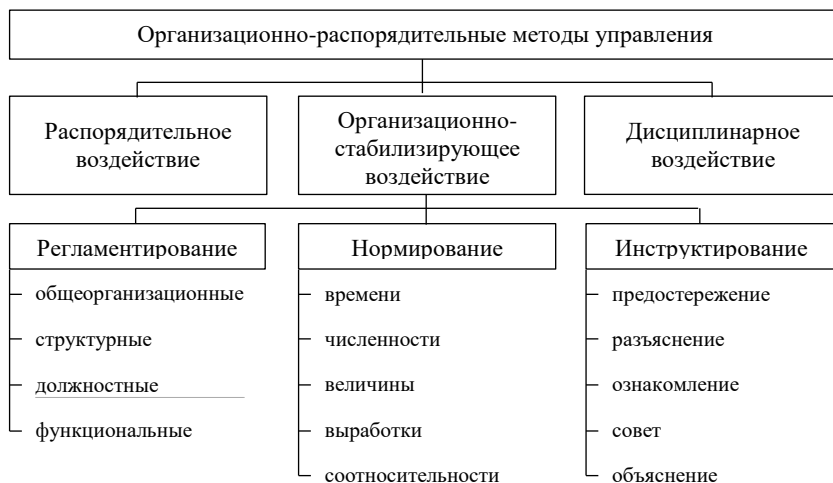 Организационно-распорядительные методы управления
Распорядительное
воздействие
Организационно-
стабилизирующее
воздействие
Дисциплинарное
воздействие
Регламентирование
общеорганизационные
структурные
должностные
функциональные
Нормирование
времени
численности
величины
выработки
соотносительности
Инструктирование
предостережение
разъяснение
ознакомление
совет
объяснение